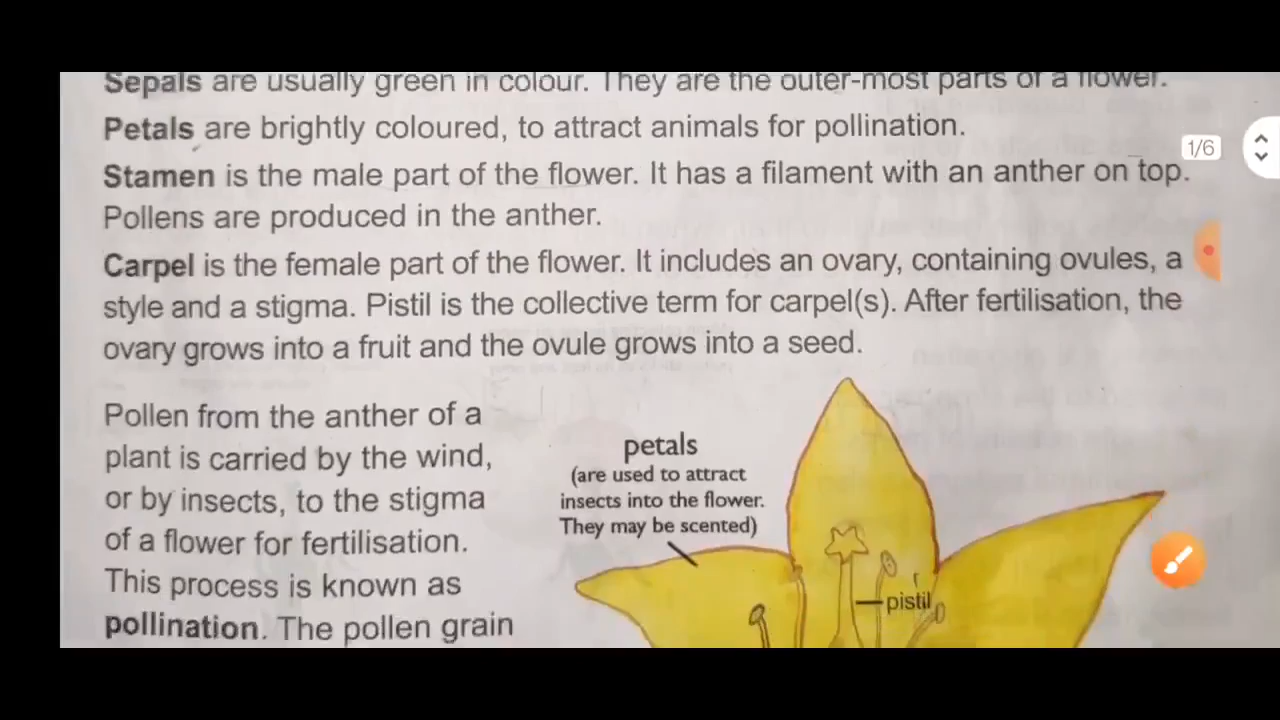 Sepals are usually green in colour. They are the outer-most parts of a flower.
Petals are brightly coloured, to attract animals for pollination.
1/6
Stamen is the male part of the flower. It has a filament with an anther on top.
Pollens are produced in the anther.
Carpel is the female part of the flower. It includes an ovary, containing ovules, a
style and a stigma. Pistil is the collective term for carpel(s). After fertilisation, the
ovary grows into a fruit and the ovule grows into a seed.
Pollen from the anther of a
plant is carried by the wind,
or by insects, to the stigma
of a flower for fertilisation.
This process is known as
pollination. The pollen grain
petals
(are used to attract
insects into the flower.
They may be scented)
pistil